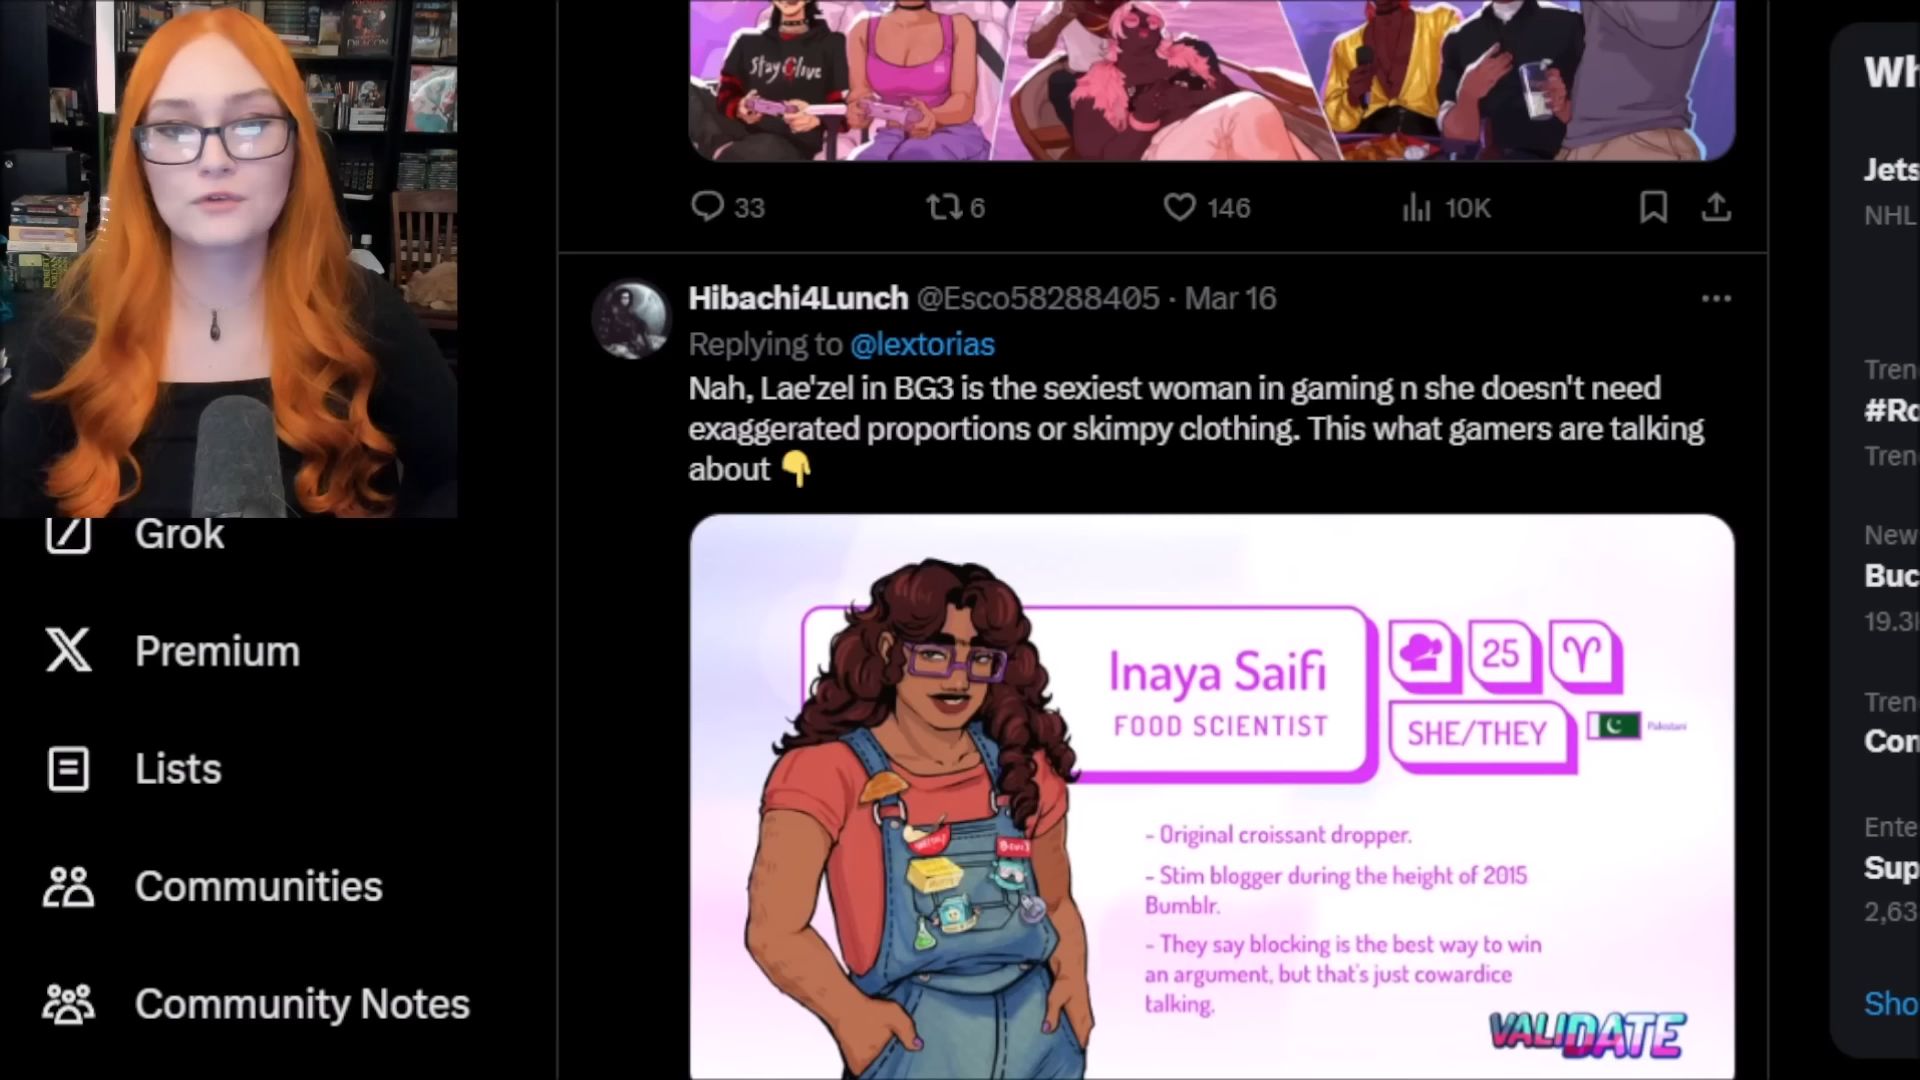 Stay Alive
33
6
146
10K
Wh
Jets
NHL
Hibachi4Lunch @Esco58288405 · Mar 16
Replying to @lextorias
Nah, Lae'zel in BG3 is the sexiest woman in gaming n she doesn't need
exaggerated proportions or skimpy clothing. This what gamers are talking
about
Inaya Saifi
FOOD SCIENTIST
25
SHE/THEY
Pakistani
- Original croissant dropper.
- Stim blogger during the height of 2015
Bumblr.
- They say blocking is the best way to win
an argument, but that's just cowardice
talking.
VALIDATE
Grok
Premium
Lists
Communities
Community Notes
Tren
#Ro
Tren
New
Buc
19.3
Tren
Con
Ente
Sup
2,63
Sho
ROBERT
JORDAN